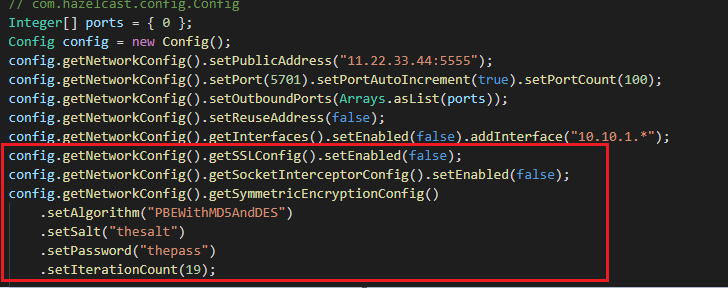 // com.hazelcast.config.Config
Integer[] ports = { 0 };
Config config = new Config();
config.getNetworkConfig().setPublicAddress("11.22.33.44:5555");
config.getNetworkConfig().setPort(5701).setPortAutoIncrement(true).setPortCount(100);
config.getNetworkConfig().setOutboundPorts(Arrays.asList(ports));
config.getNetworkConfig().setReuseAddress(false);
config.getNetworkConfig().getInterfaces().setEnabled(false).addInterface("10.10.1.*");
config.getNetworkConfig().getSSLConfig().setEnabled(false);
config.getNetworkConfig().getSocketInterceptorConfig().setEnabled(false);
config.getNetworkConfig().getSymmetricEncryptionConfig()
    .setAlgorithm("PBEWithMD5AndDES")
    .setSalt("thesalt")
    .setPassword("thepass")
    .setIterationCount(19);